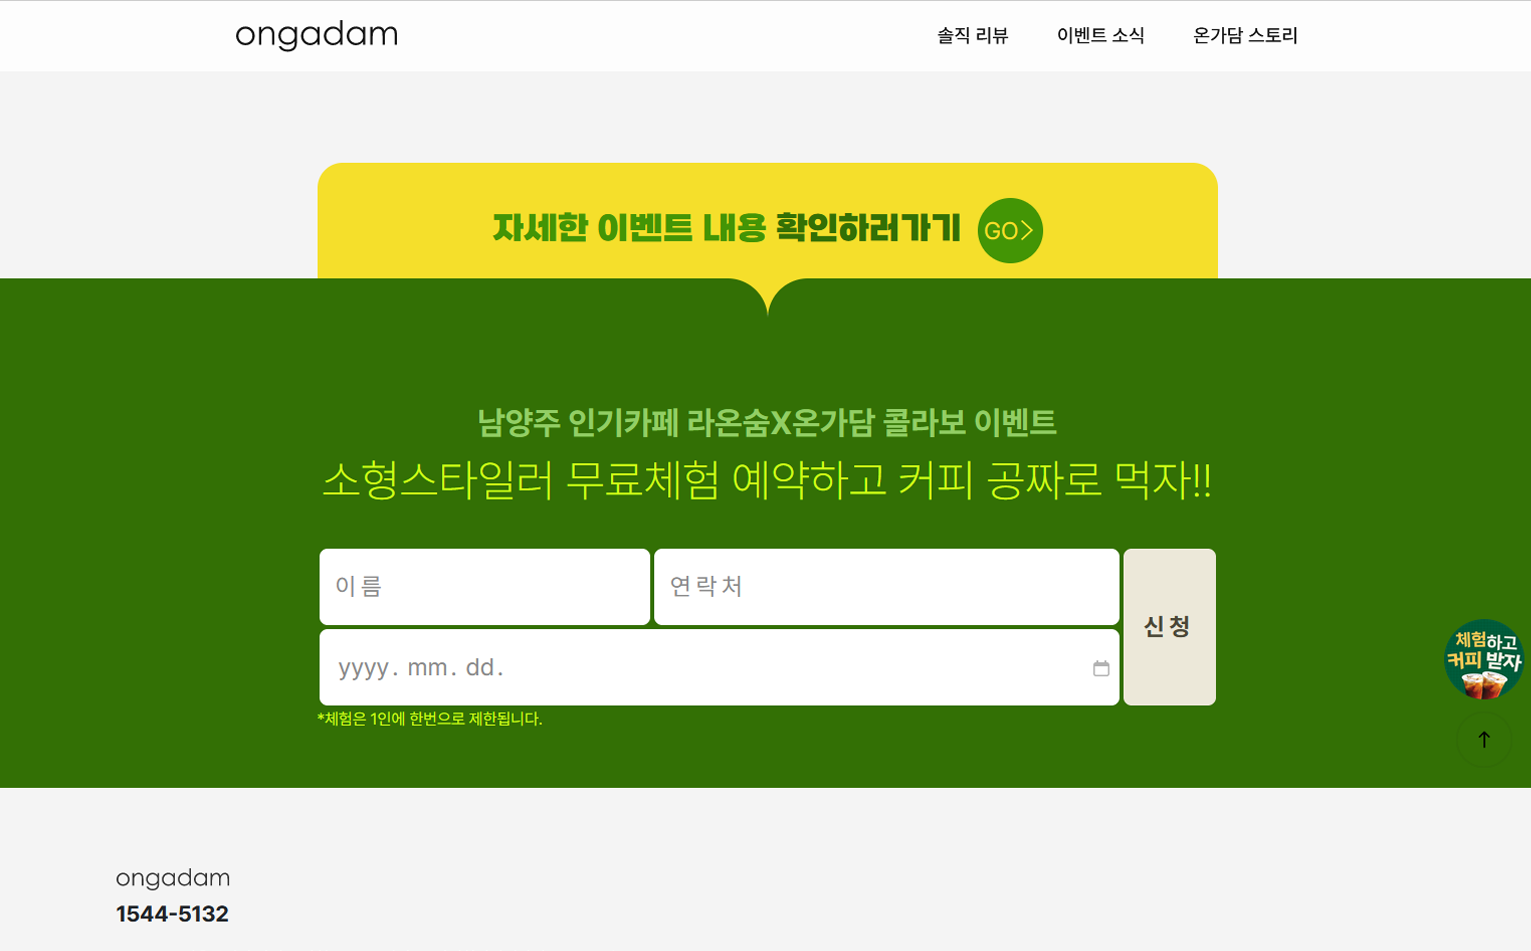 ongadam
솔직 리뷰
이벤트 소식
온가담 스토리
자세한 이벤트 내용 확인하러가기
GO
남양주 인기카페 라온숨X온가담 콜라보 이벤트
소형스타일러 무료체험 예약하고 커피 공짜로 먹자!!
이름
연락처
신청
yyyy. mm. dd.
*체험은 1인에 한번으로 제한됩니다.
체험하고
커피 받자
ongadam
1544-5132